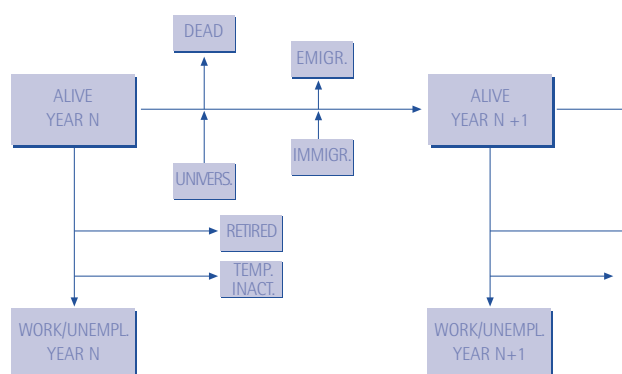 DEAD
EMIGR.
ALIVE
YEAR N
ALIVE
YEAR N +1
UNIVERS.
IMMIGR.
RETIRED
TEMP.
INACT.
WORK/UNEMPL.
YEAR N
WORK/UNEMPL.
YEAR N+1